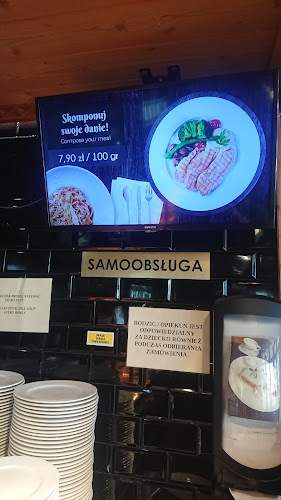 Skomponuj
swoje danie!
Compose your meal
7,90 zł / 100 gr
SAMOOBSŁUGA
RODZIC / OPIEKUN JEST
ODPOWIEDZIALNY
ZA DZIECKO RÓWNIEŻ
PODCZAS ODBIERANIA
ZAMÓWIENIA